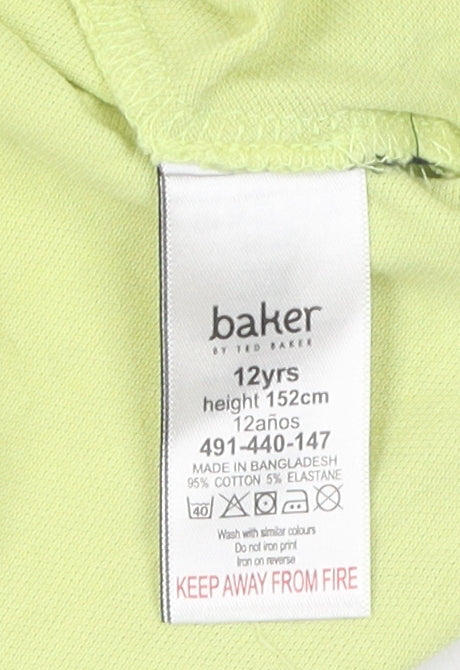 baker
BY TED BAKER
12yrs
height 152cm
12años
491-440-147
MADE IN BANGLADESH
95% COTTON 5% ELASTANE
40
Wash with similar colours
Do not iron print
Iron on reverse
KEEP AWAY FROM FIRE